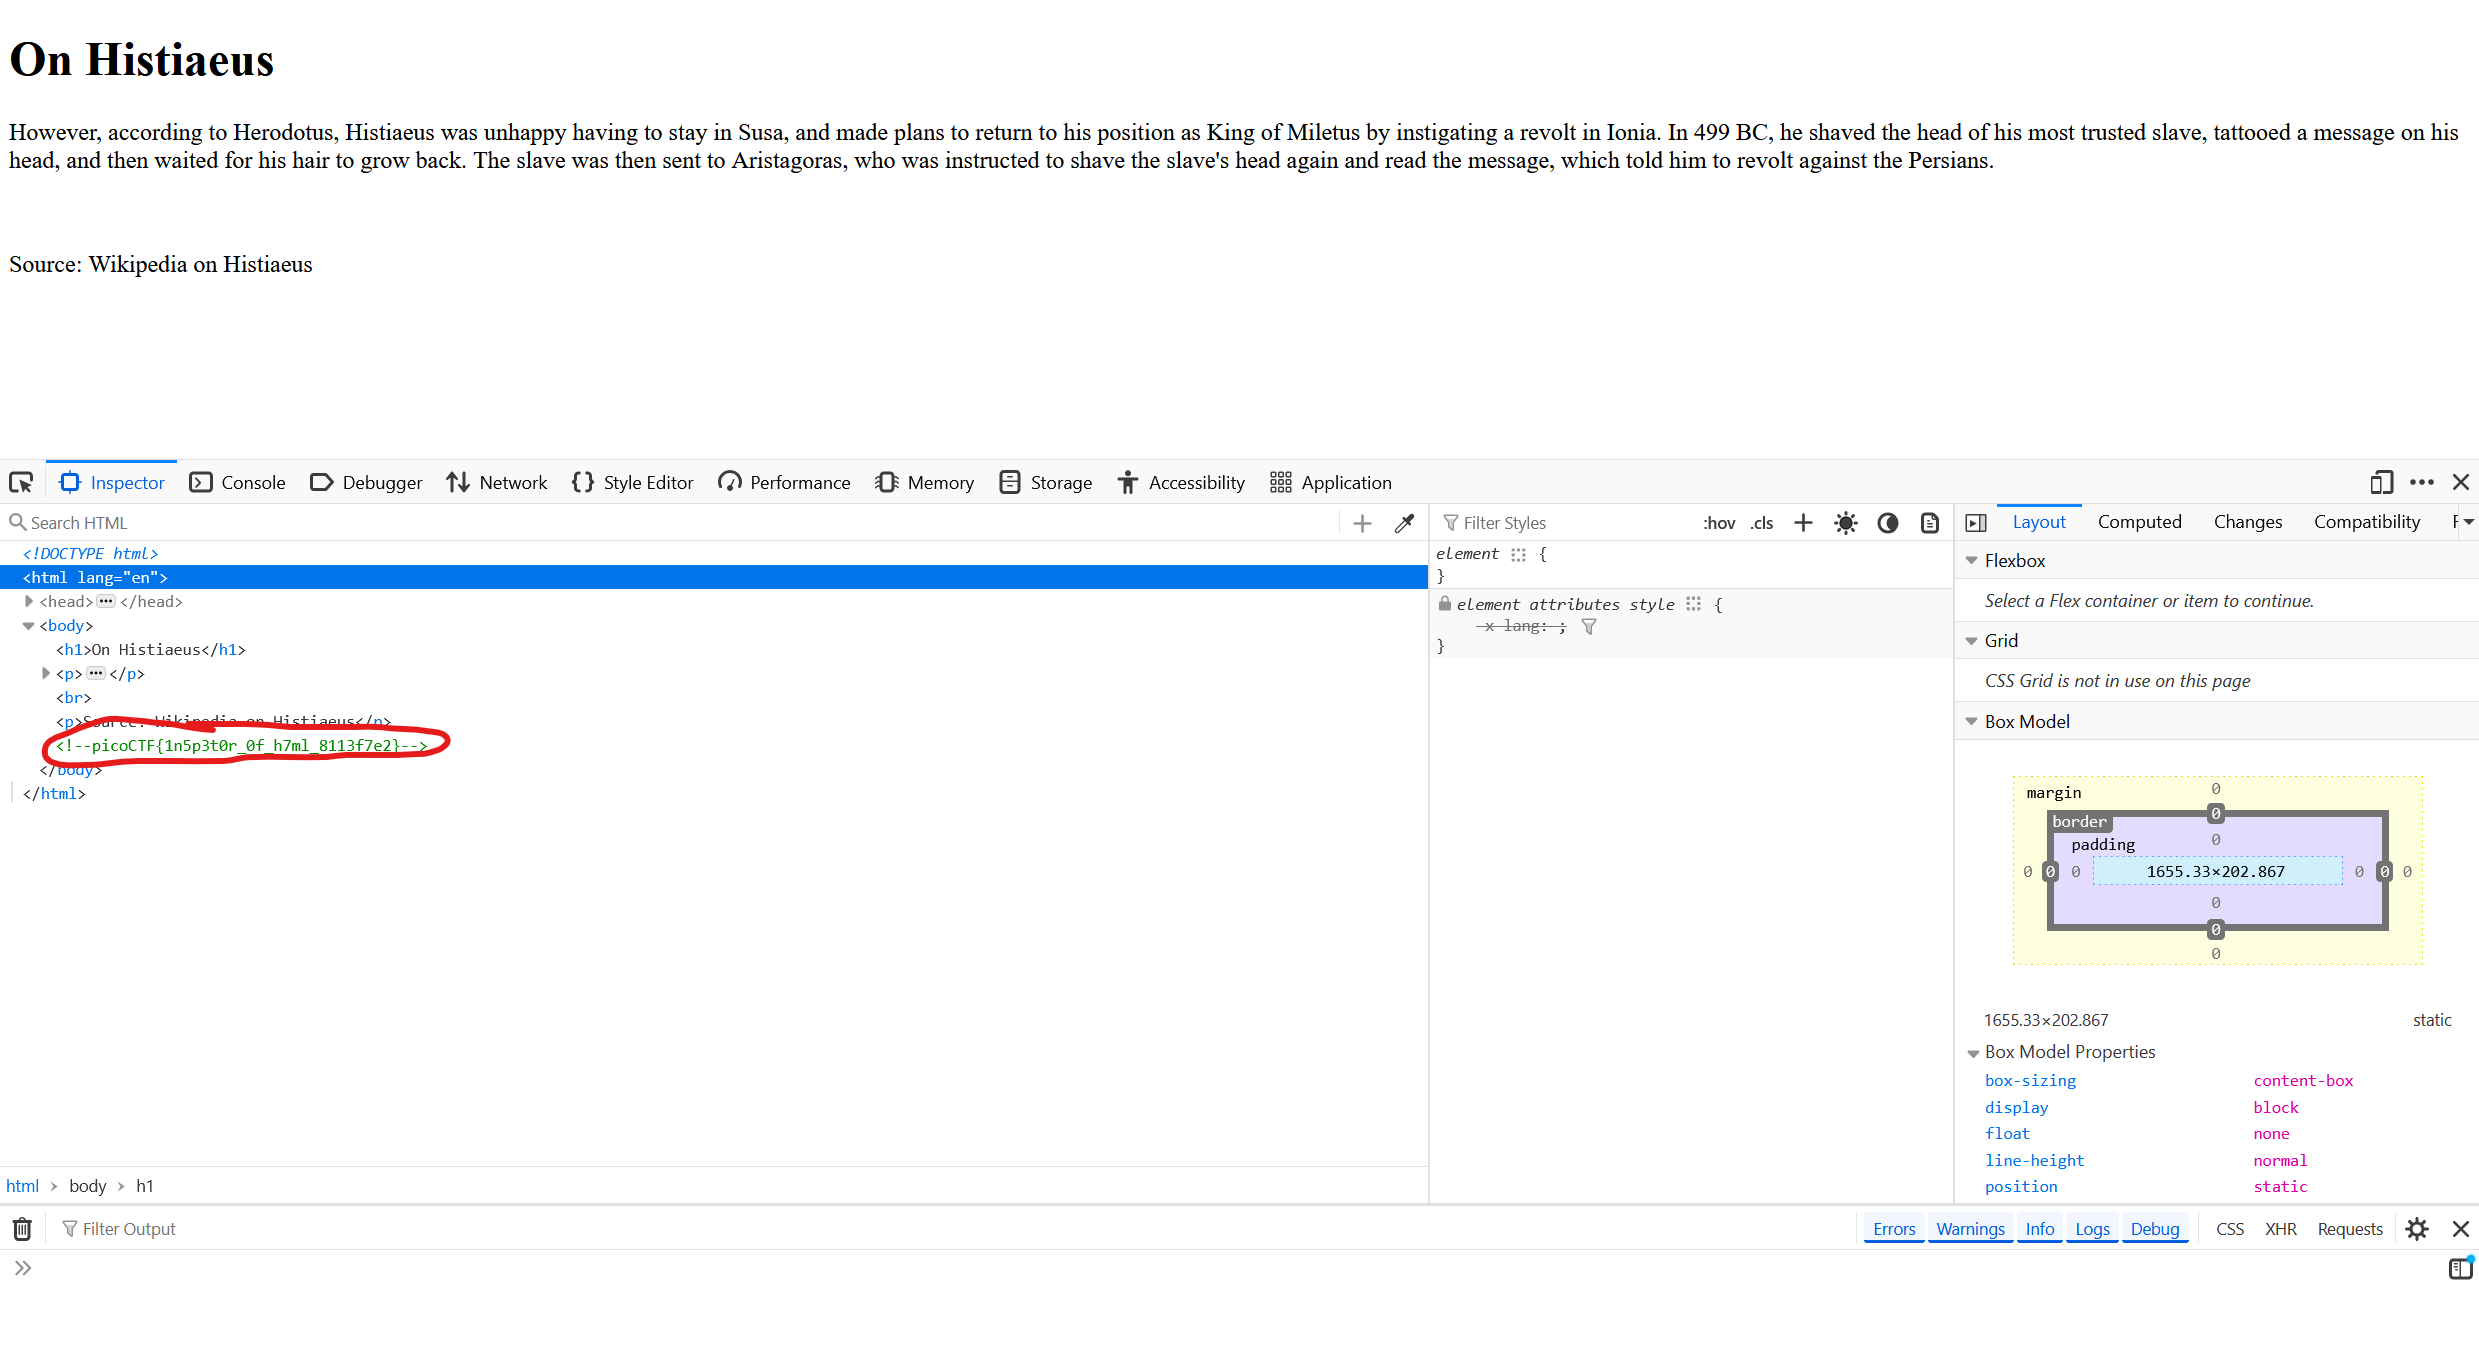 On Histiaeus
However, according to Herodotus, Histiaeus was unhappy having to stay in Susa, and made plans to return to his position as King of Miletus by instigating a revolt in Ionia. In 499 BC, he shaved the head of his most trusted slave, tattooed a message on his
head, and then waited for his hair to grow back. The slave was then sent to Aristagoras, who was instructed to shave the slave's head again and read the message, which told him to revolt against the Persians.
Source: Wikipedia on Histiaeus
Inspector Console Debugger Network Style Editor Performance Memory Storage Accessibility Application
Search HTML
<!DOCTYPE html>
<html lang="en">
<head> ••• </head>
<body>
<h1>On Histiaeus</h1>
<p> ••• </p>
<br>
<p>Source: Wikipedia on Histiaeus</p>
<!--picoCTF{1n5p3t0r_0f_h7ml_8113f7e2}-->
</body>
</html>
html > body > h1
Filter Styles :hov .cls
element {
}
element attributes style {
-x-lang: ;
}
Layout Computed Changes Compatibility
Flexbox
Select a Flex container or item to continue.
Grid
CSS Grid is not in use on this page
Box Model
margin 0
border 0
padding 0
0 0 0 1655.33×202.867 0 0 0
0
0
0
1655.33×202.867 static
Box Model Properties
box-sizing content-box
display block
float none
line-height normal
position static
Filter Output Errors Warnings Info Logs Debug CSS XHR Requests